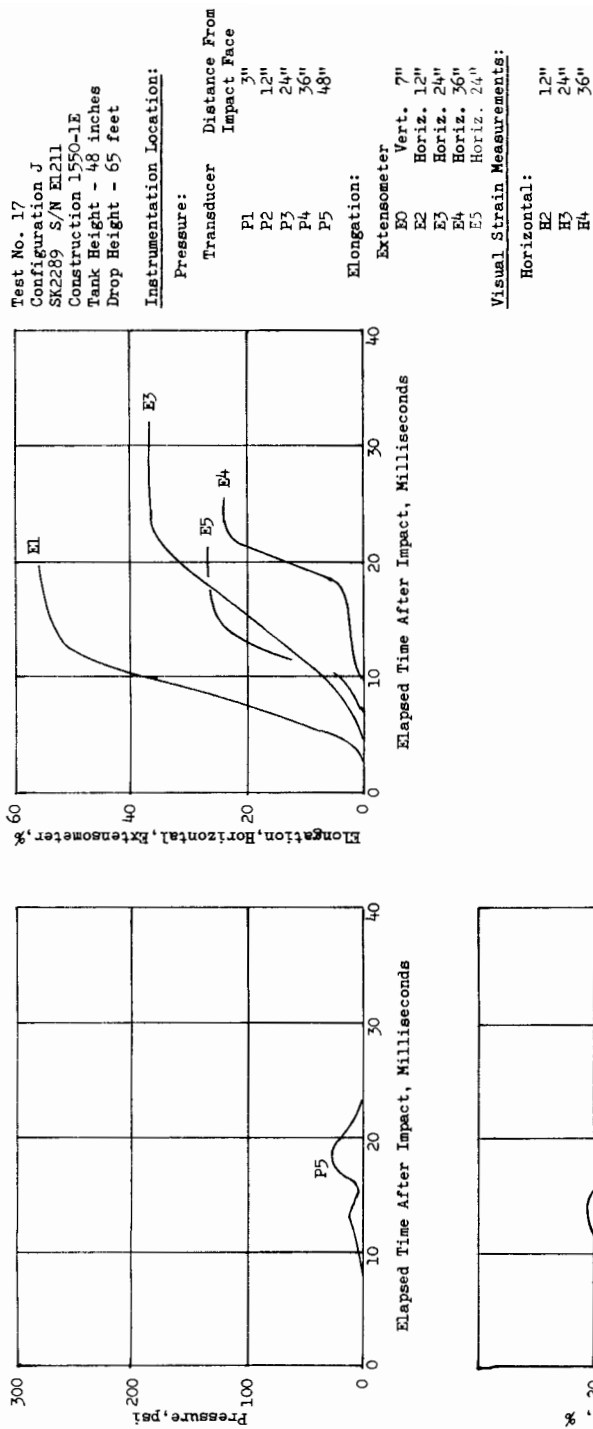 Test No. 17
Configuration J
SK2289 S/N E1211
Construction 1550-1E
Tank Height - 48 inches
Drop Height - 65 feet
Instrumentation Location:
Pressure:
Transducer Distance From
Impact Face
P1 3"
P2 12"
P3 24"
P4 36"
P5 48"
Elongation:
Extensometer
E0 Vert. 7"
E2 Horiz. 12"
E3 Horiz. 24"
E4 Horiz. 36"
E5 Horiz. 24"
Visual Strain Measurements:
Horizontal:
H2 12"
H3 24"
H4 36"
Elongation,Horizontal,Extensometer,%
60
40
20
0
E1
E3
E5
E4
0 10 20 30 40
Elapsed Time After Impact, Milliseconds
Pressure,psi
300
200
100
0
P5
0 10 20 30 40
Elapsed Time After Impact, Milliseconds
20
, %